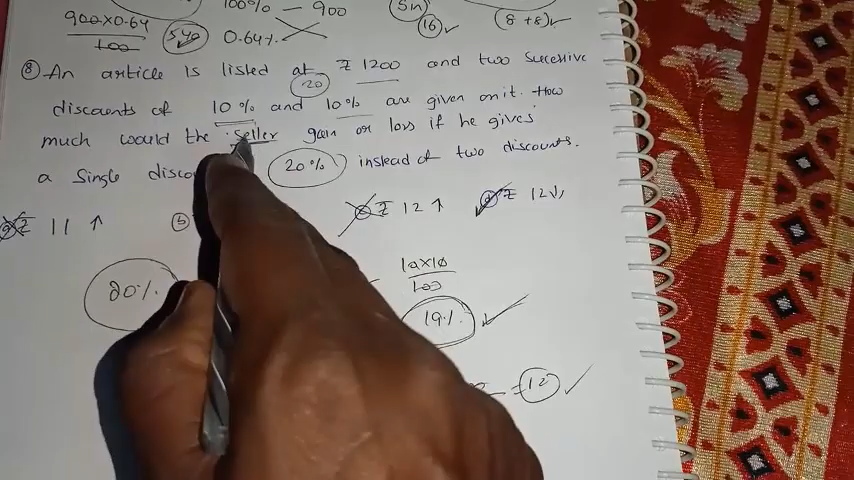 100% — 900
900×0.64
100
540
0.64%
Sin
16
(8+8)
⑧ An article is listed at ₹ 1200 and two successive
20
discounts of 10% and 10% are given on it. How
much would the seller gain or loss if he gives
a Single 20% instead of two discounts.
ⓐ ₹ 11 ↑ ⓑ ⓒ ₹ 12 ↑ ⓓ ₹ 12↓
20%
10×10
100
19%
=12